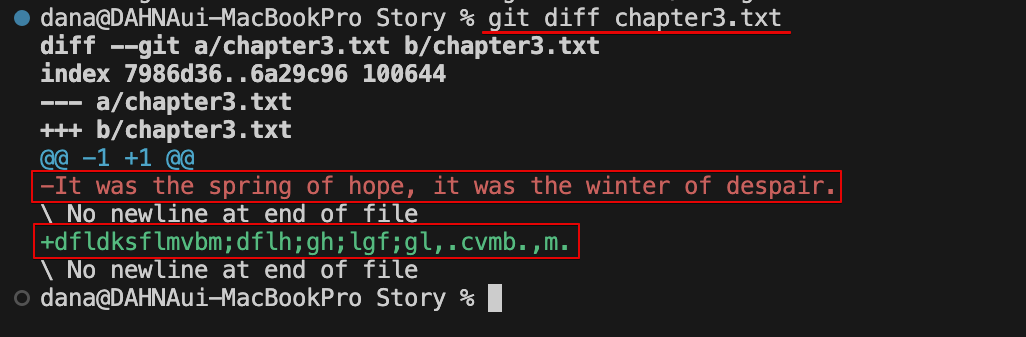 dana@DAHNAui-MacBookPro Story % git diff chapter3.txt
diff --git a/chapter3.txt b/chapter3.txt
index 7986d36..6a29c96 100644
--- a/chapter3.txt
+++ b/chapter3.txt
@@ -1 +1 @@
-It was the spring of hope, it was the winter of despair.
\ No newline at end of file
+dfldksflmvbm;dflh;gh;lgf;gl,.cvmb.,m.
\ No newline at end of file
dana@DAHNAui-MacBookPro Story %